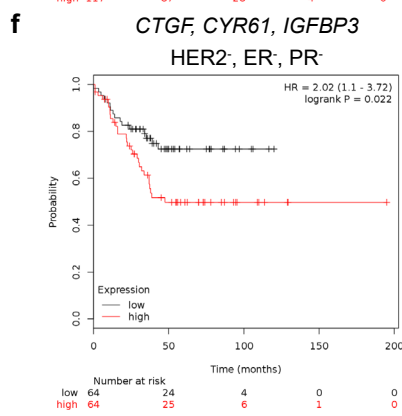 f
CTGF, CYR61, IGFBP3
HER2-, ER-, PR-
HR = 2.02 (1.1 - 3.72)
logrank P = 0.022
1.0
0.8
0.6
0.4
0.2
0.0
Probability
Expression
low
high
0 50 100 150 200
Time (months)
Number at risk
low 64 24 4 0 0
high 64 25 6 1 0